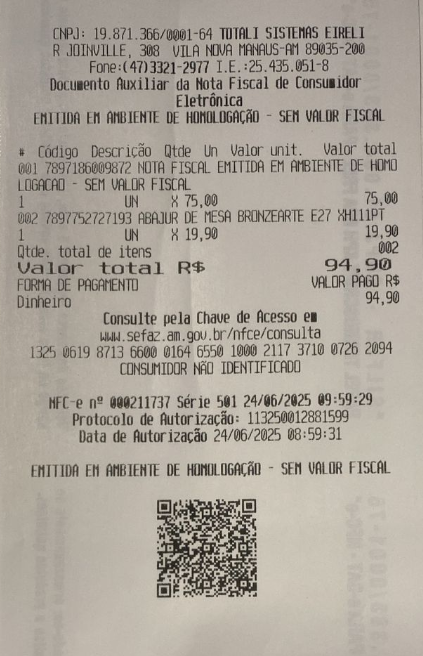 CNPJ: 19.871.366/0001-64 TOTALI SISTEMAS EIRELI
R JOINVILLE, 308 VILA NOVA MANAUS-AM 89035-200
Fone:(47)3321-2977 I.E.:25.435.051-8
Documento Auxiliar da Nota Fiscal de Consumidor
Eletrônica
EMITIDA EM AMBIENTE DE HOMOLOGAÇÃO - SEM VALOR FISCAL
# Código Descrição Qtde Un Valor unit. Valor total
001 7897186009872 NOTA FISCAL EMITIDA EM AMBIENTE DE HOMO
LOGACAO - SEM VALOR FISCAL
1 UN X 75,00 75,00
002 7897752727193 ABAJUR DE MESA BRONZEARTE E27 XH111PT
1 UN X 19,90 19,90
Qtde. total de itens 002
Valor total R$ 94,90
FORMA DE PAGAMENTO VALOR PAGO R$
Dinheiro 94,90
Consulte pela Chave de Acesso em
www.sefaz.am.gov.br/nfce/consulta
1325 0619 8713 6600 0164 6550 1000 2117 3710 0726 2094
CONSUMIDOR NÃO IDENTIFICADO
NFC-e nº 000211737 Série 501 24/06/2025 09:59:29
Protocolo de Autorização: 113250012881599
Data de Autorização 24/06/2025 08:59:31
EMITIDA EM AMBIENTE DE HOMOLOGAÇÃO - SEM VALOR FISCAL